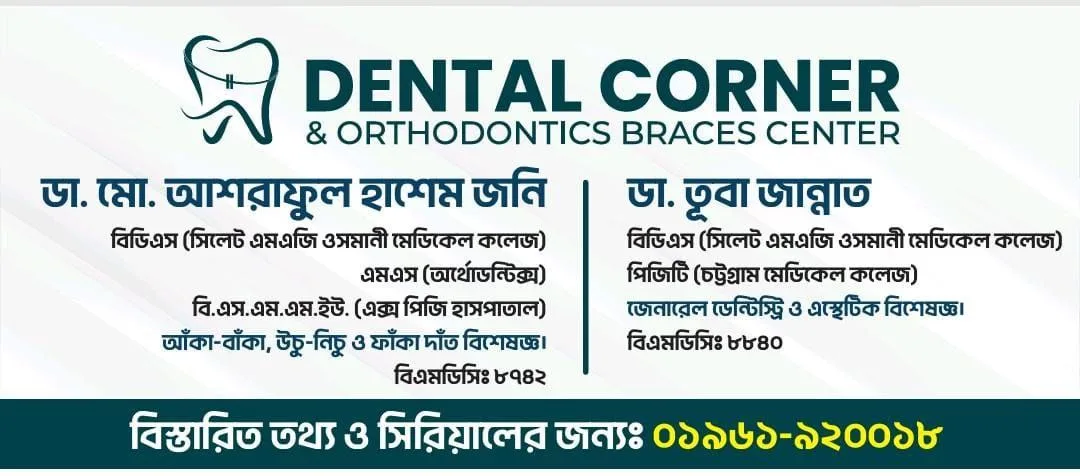 DENTAL CORNER
& ORTHODONTICS BRACES CENTER
ডা. মো. আশরাফুল হাশেম জনি
বিডিএস (সিলেট এমএজি ওসমানী মেডিকেল কলেজ)
এমএস (অর্থোডন্টিক্স)
বি.এস.এম.এম.ইউ. (এক্স পিজি হাসপাতাল)
আঁকা-বাঁকা, উচু-নিচু ও ফাঁকা দাঁত বিশেষজ্ঞ।
বিএমডিসিঃ ৮৭৪২
ডা. তূবা জান্নাত
বিডিএস (সিলেট এমএজি ওসমানী মেডিকেল কলেজ)
পিজিটি (চট্টগ্রাম মেডিকেল কলেজ)
জেনারেল ডেন্টিস্ট্রি ও এস্থেটিক বিশেষজ্ঞ।
বিএমডিসিঃ ৮৮৪০
বিস্তারিত তথ্য ও সিরিয়ালের জন্যঃ ০১৯৬১-৯২০০১৮